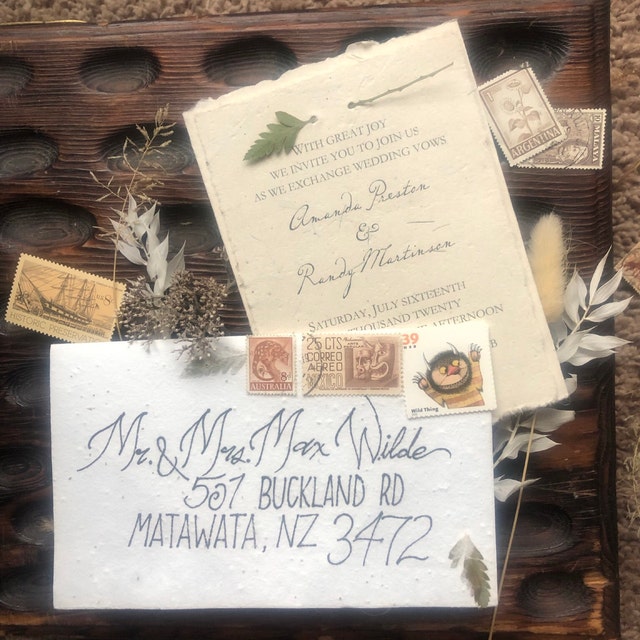 WITH GREAT JOY
WE INVITE YOU TO JOIN US
AS WE EXCHANGE WEDDING VOWS
Amanda Preston
&
Randy Martinson
SATURDAY, JULY SIXTEENTH
THOUSAND TWENTY
AFTERNOON
B
ARGENTINA
8c
8c
AUSTRALIA
25 CTS
CORREO
AEREO
39
Wild Thing
Mr. & Mrs. Max Wilde
557 BUCKLAND RD
MATAWATA, NZ 3472